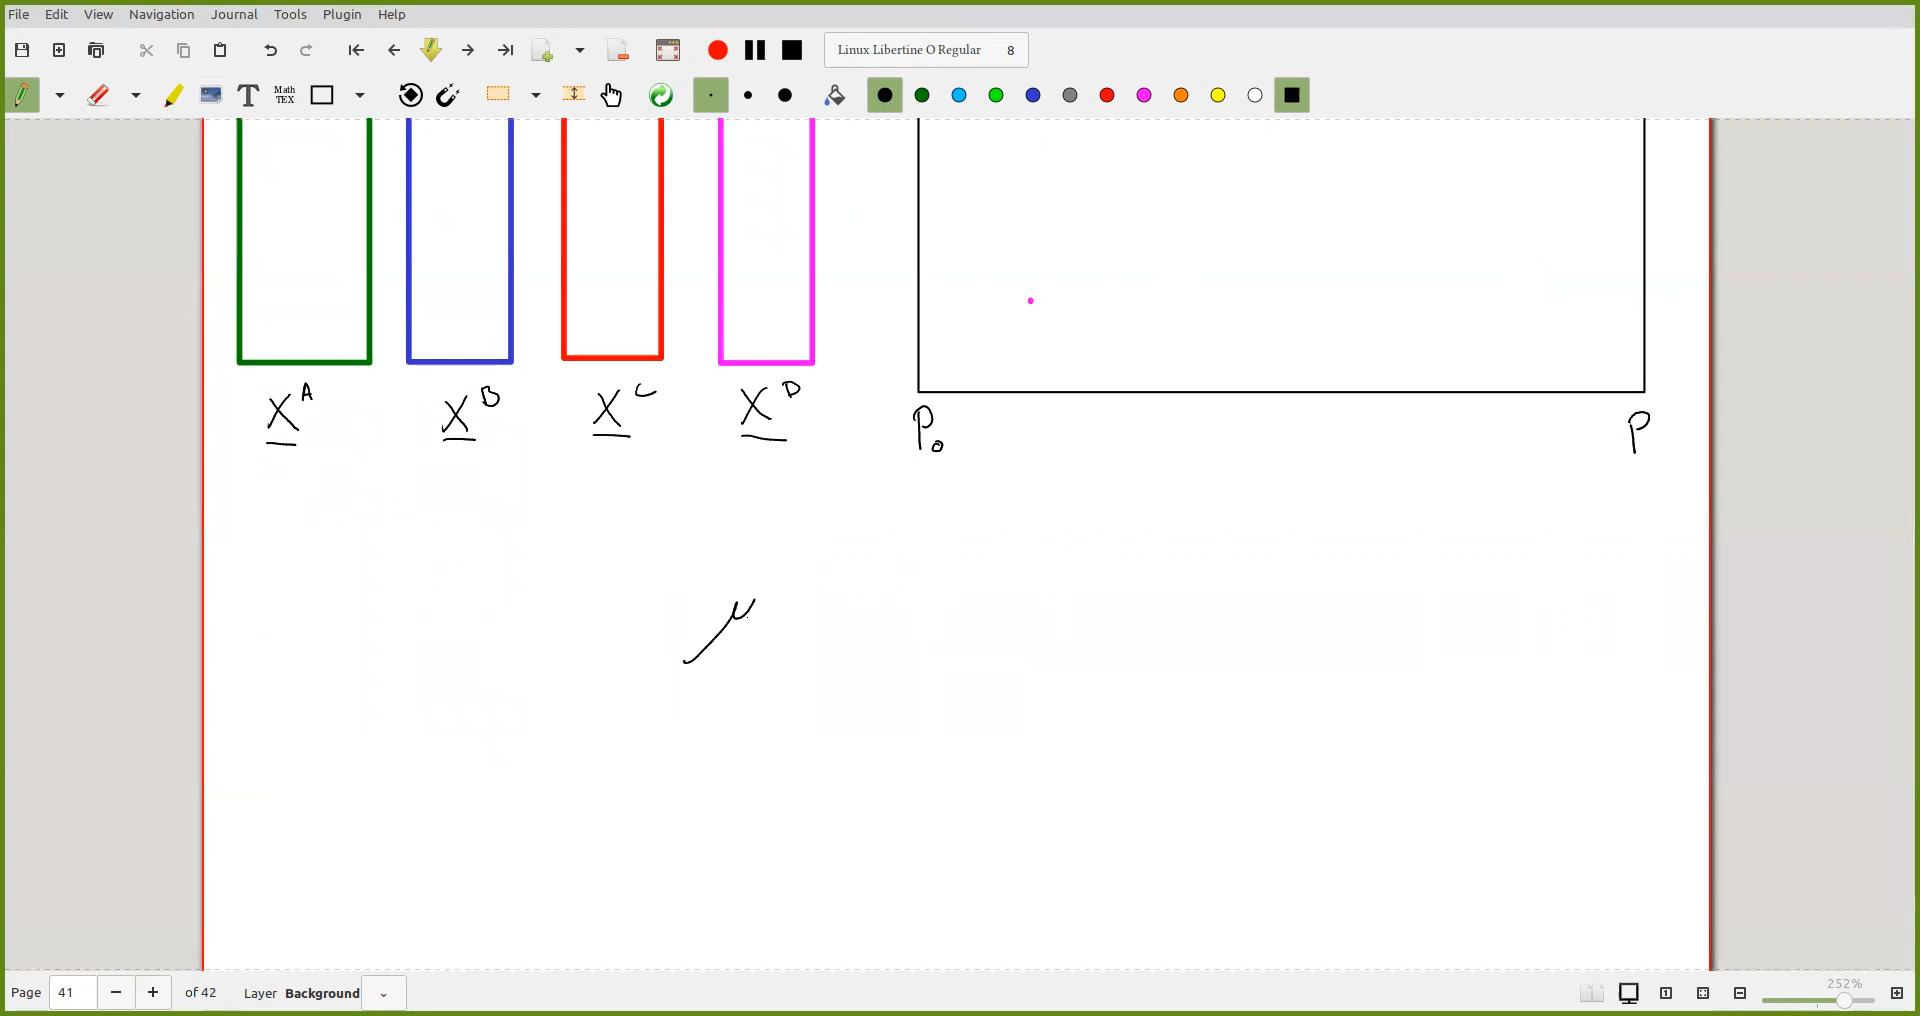 File Edit View Navigation Journal Tools Plugin Help
Linux Libertine O Regular 8
T Math TEX
X^A X^B X^C X^D P_0 P
μ
Page 41 of 42 Layer Background 252%